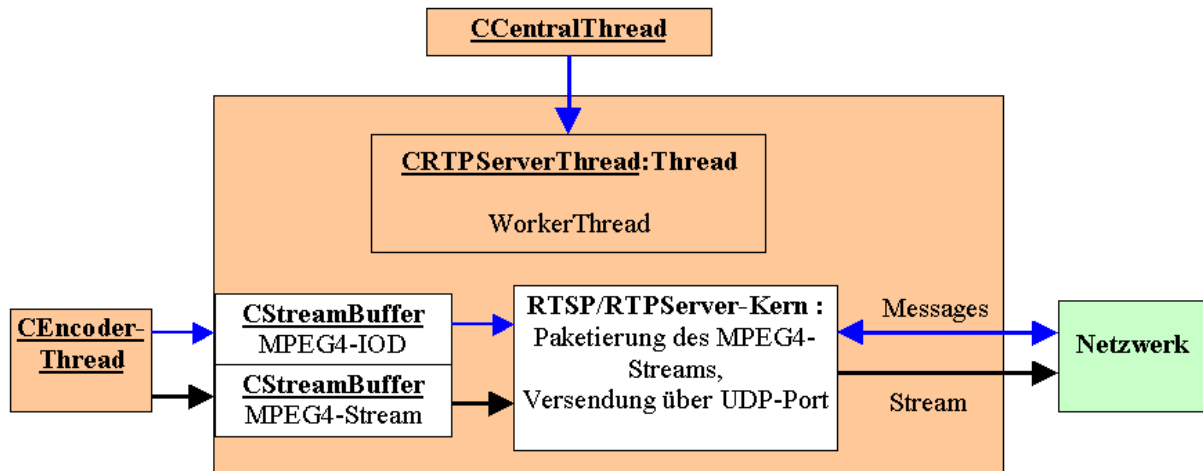 CCentralThread
CRTPServerThread:Thread
WorkerThread
CEncoder-
Thread
CStreamBuffer
MPEG4-IOD
CStreamBuffer
MPEG4-Stream
RTSP/RTPServer-Kern :
Paketierung des MPEG4-
Streams,
Versendung über UDP-Port
Messages
Stream
Netzwerk